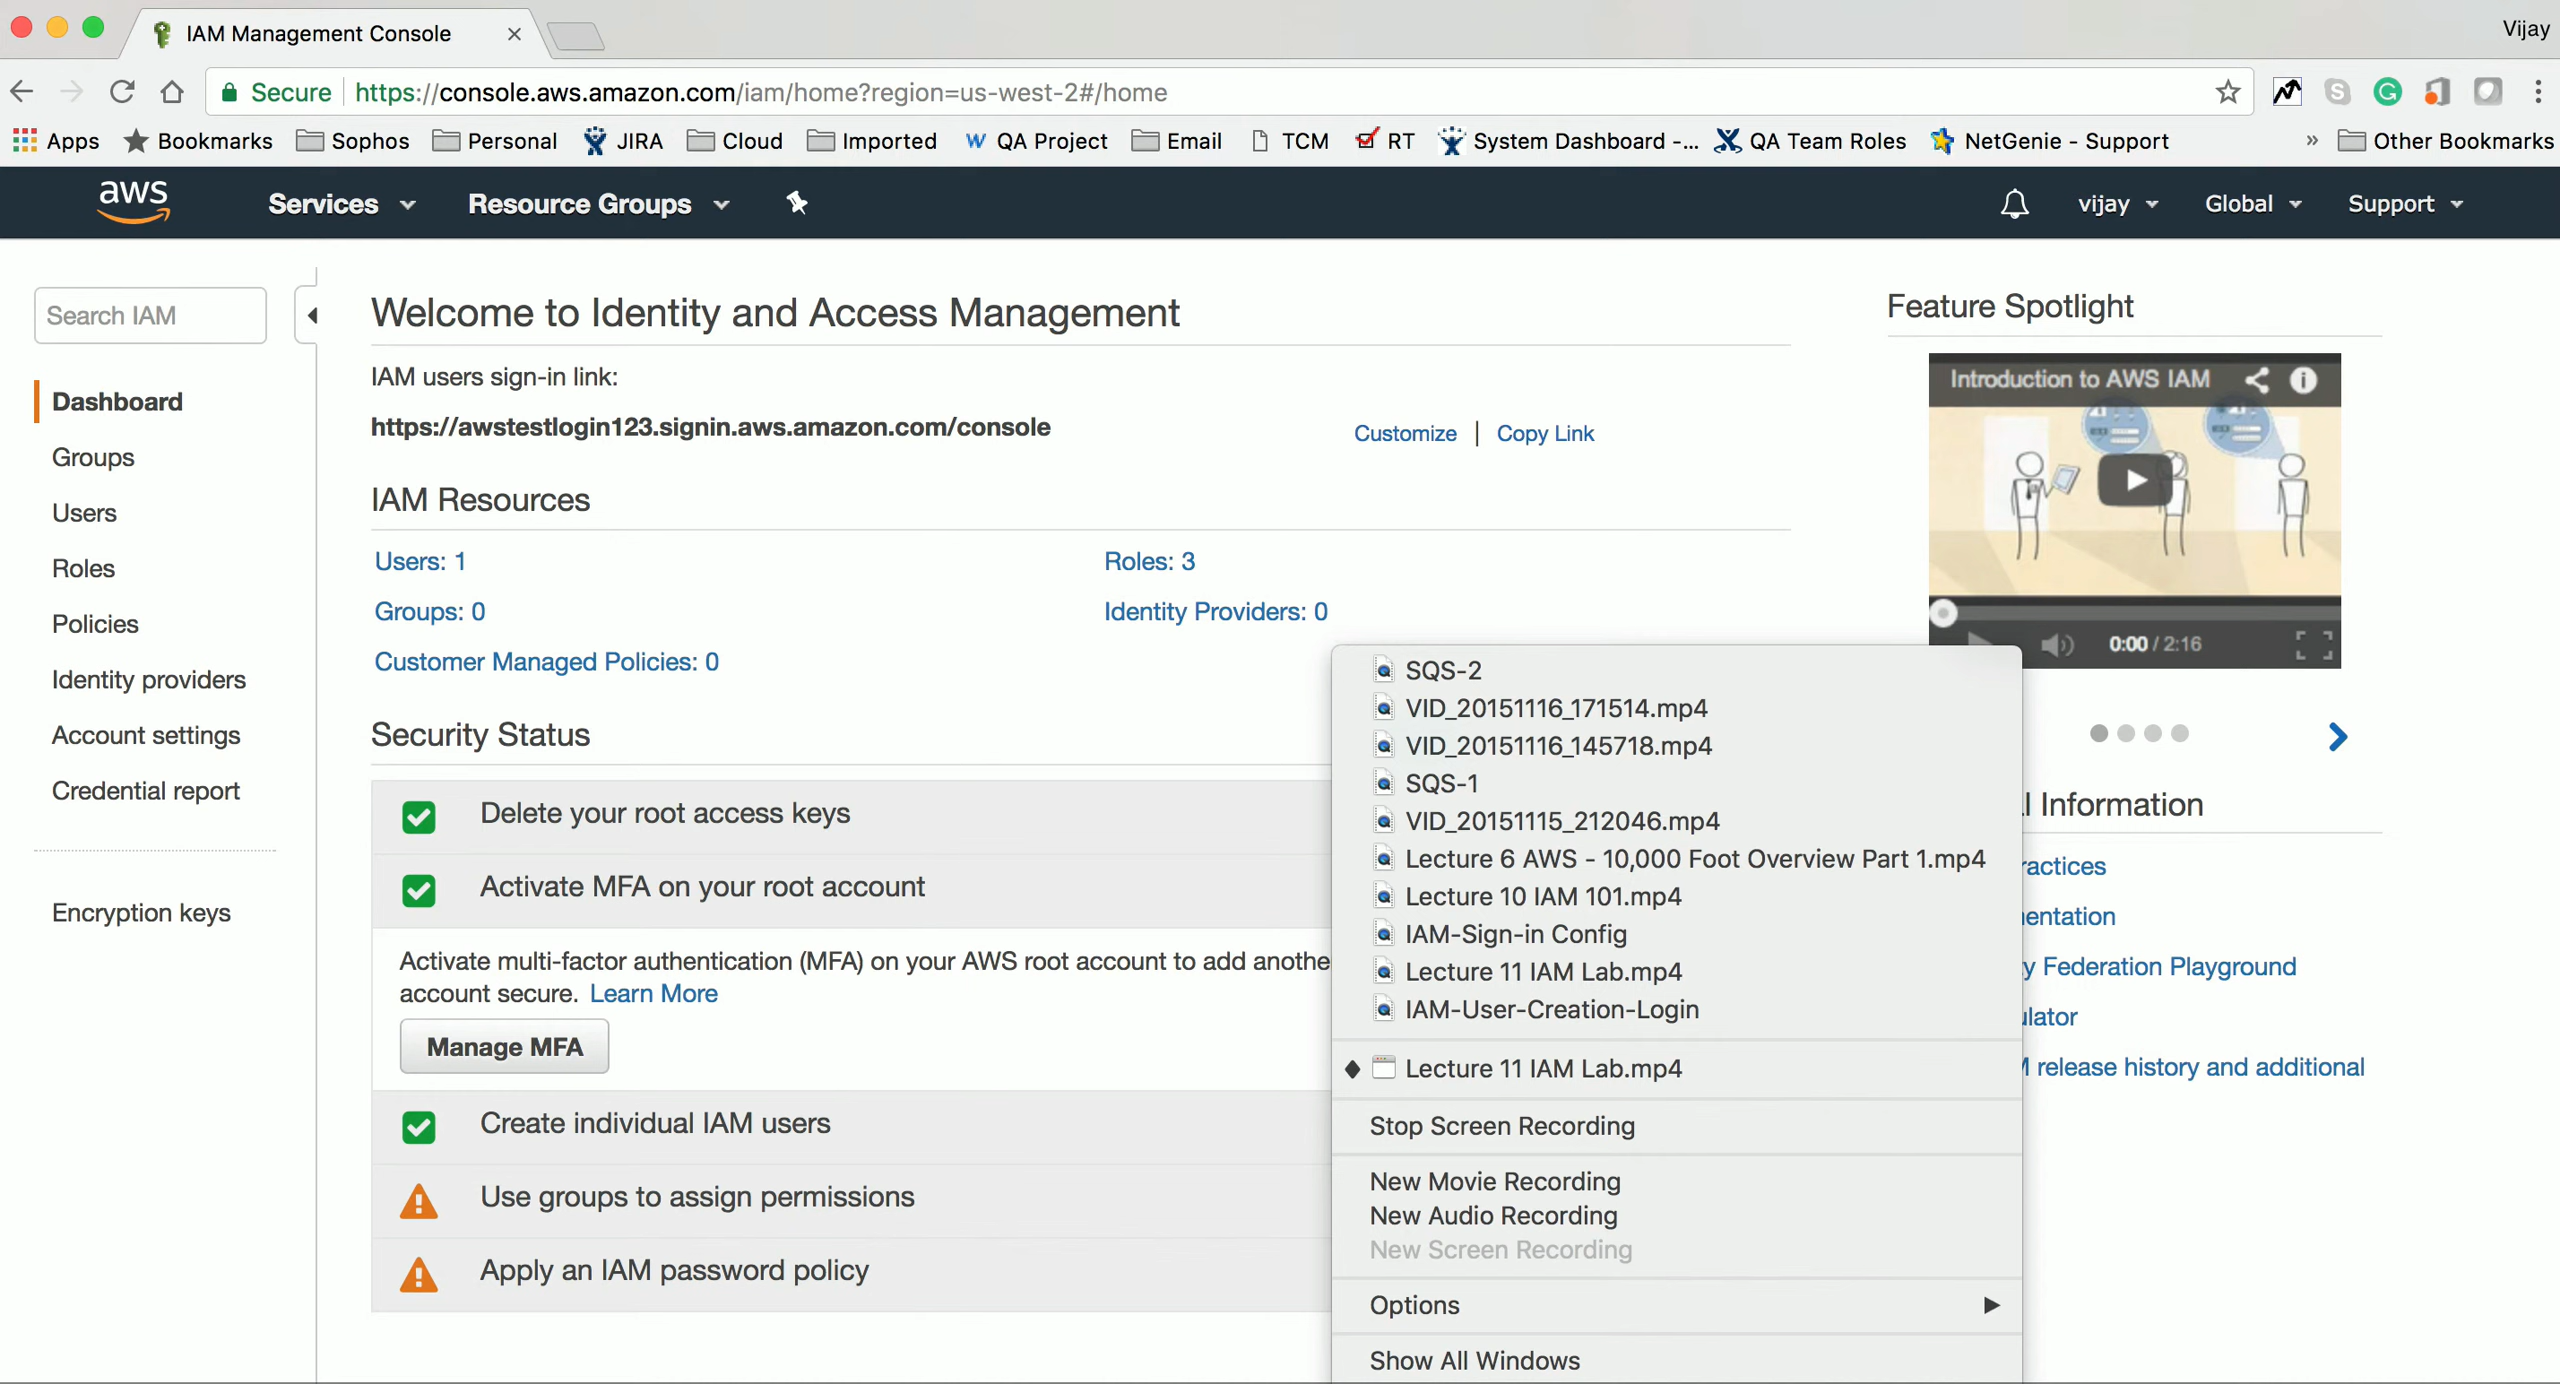 IAM Management Console
Vijay
Secure
https://console.aws.amazon.com/iam/home?region=us-west-2#/home
Apps
Bookmarks
Sophos
Personal
JIRA
Cloud
Imported
W QA Project
Email
TCM
RT
System Dashboard -...
QA Team Roles
NetGenie - Support
»
Other Bookmarks
aws
Services
Resource Groups
vijay
Global
Support
Search IAM
Dashboard
Groups
Users
Roles
Policies
Identity providers
Account settings
Credential report
Encryption keys
Welcome to Identity and Access Management
IAM users sign-in link:
https://awstestlogin123.signin.aws.amazon.com/console
Customize | Copy Link
IAM Resources
Users: 1
Roles: 3
Groups: 0
Identity Providers: 0
Customer Managed Policies: 0
Security Status
Delete your root access keys
Activate MFA on your root account
Activate multi-factor authentication (MFA) on your AWS root account to add anothe
account secure. Learn More
Manage MFA
Create individual IAM users
Use groups to assign permissions
Apply an IAM password policy
Feature Spotlight
Introduction to AWS IAM
0:00 / 2:16
l Information
ractices
entation
y Federation Playground
ulator
M release history and additional
SQS-2
VID_20151116_171514.mp4
VID_20151116_145718.mp4
SQS-1
VID_20151115_212046.mp4
Lecture 6 AWS - 10,000 Foot Overview Part 1.mp4
Lecture 10 IAM 101.mp4
IAM-Sign-in Config
Lecture 11 IAM Lab.mp4
IAM-User-Creation-Login
Lecture 11 IAM Lab.mp4
Stop Screen Recording
New Movie Recording
New Audio Recording
New Screen Recording
Options
Show All Windows